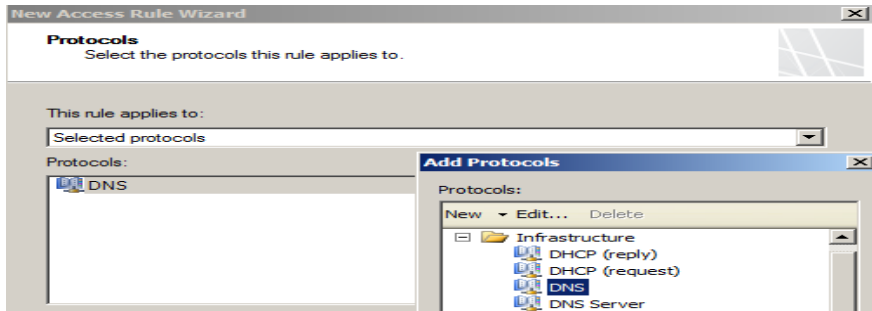 New Access Rule Wizard
Protocols
Select the protocols this rule applies to.
This rule applies to:
Selected protocols
Protocols:
DNS
Add Protocols
Protocols:
New Edit... Delete
Infrastructure
DHCP (reply)
DHCP (request)
DNS
DNS Server